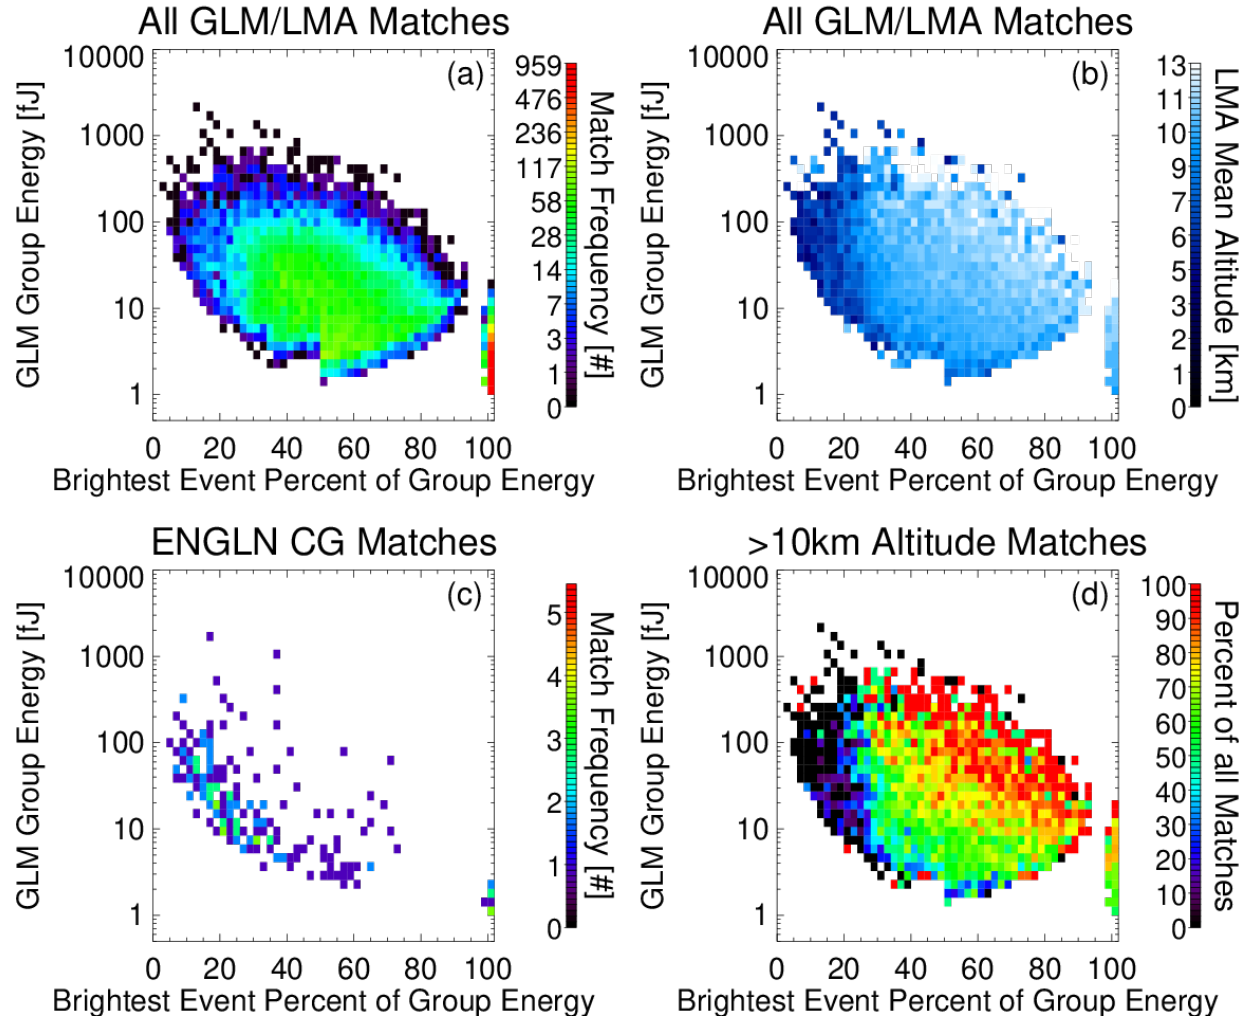 All GLM/LMA Matches
(a)
GLM Group Energy [fJ]
10000
1000
100
10
1
0 20 40 60 80 100
Brightest Event Percent of Group Energy
959
476
236
117
58
28
14
7
3
1
0
Match Frequency [#]
All GLM/LMA Matches
(b)
GLM Group Energy [fJ]
10000
1000
100
10
1
0 20 40 60 80 100
Brightest Event Percent of Group Energy
13
11
10
9
7
6
5
3
2
1
0
LMA Mean Altitude [km]
ENGLN CG Matches
(c)
GLM Group Energy [fJ]
10000
1000
100
10
1
0 20 40 60 80 100
Brightest Event Percent of Group Energy
5
4
3
2
1
0
Match Frequency [#]
>10km Altitude Matches
(d)
GLM Group Energy [fJ]
10000
1000
100
10
1
0 20 40 60 80 100
Brightest Event Percent of Group Energy
100
90
80
70
60
50
40
30
20
10
0
Percent of all Matches